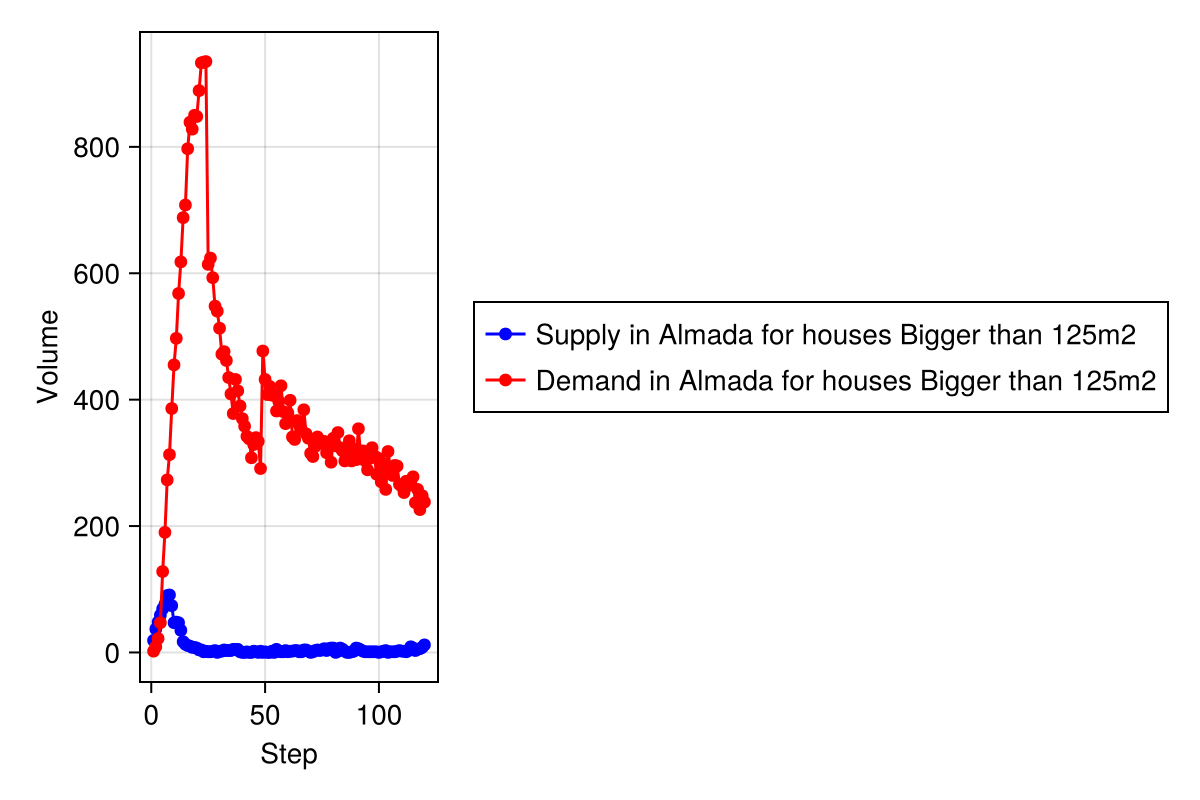 Volume
800
600
400
200
0
0 50 100
Step
Supply in Almada for houses Bigger than 125m2
Demand in Almada for houses Bigger than 125m2